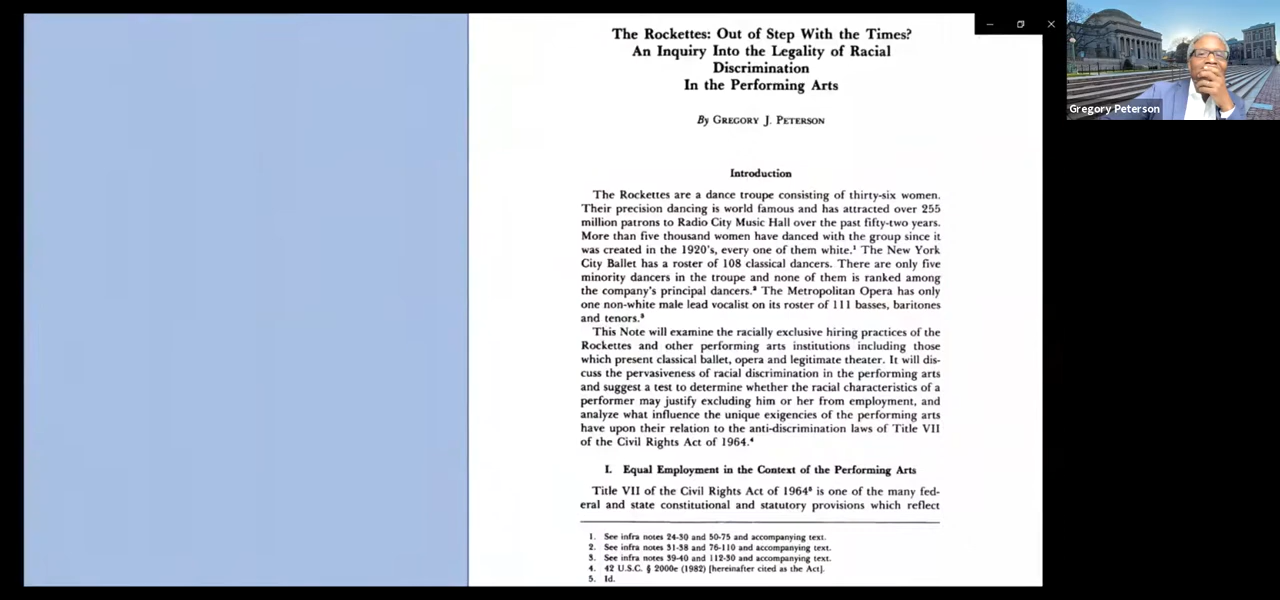 The Rockettes: Out of Step With the Times?
An Inquiry Into the Legality of Racial
Discrimination
In the Performing Arts
By GREGORY J. PETERSON
Introduction
The Rockettes are a dance troupe consisting of thirty-six women.
Their precision dancing is world famous and has attracted over 255
million patrons to Radio City Music Hall over the past fifty-two years.
More than five thousand women have danced with the group since it
was created in the 1920's, every one of them white.¹ The New York
City Ballet has a roster of 108 classical dancers. There are only five
minority dancers in the troupe and none of them is ranked among
the company's principal dancers.² The Metropolitan Opera has only
one non-white male lead vocalist on its roster of 111 basses, baritones
and tenors.³
This Note will examine the racially exclusive hiring practices of the
Rockettes and other performing arts institutions including those
which present classical ballet, opera and legitimate theater. It will dis-
cuss the pervasiveness of racial discrimination in the performing arts
and suggest a test to determine whether the racial characteristics of a
performer may justify excluding him or her from employment, and
analyze what influence the unique exigencies of the performing arts
have upon their relation to the anti-discrimination laws of Title VII
of the Civil Rights Act of 1964.⁴
I. Equal Employment in the Context of the Performing Arts
Title VII of the Civil Rights Act of 1964⁵ is one of the many fed-
eral and state constitutional and statutory provisions which reflect
1. See infra notes 24-30 and 50-75 and accompanying text.
2. See infra notes 31-38 and 76-110 and accompanying text.
3. See infra notes 39-40 and 112-30 and accompanying text.
4. 42 U.S.C. § 2000e (1982) [hereinafter cited as the Act].
5. Id.
Gregory Peterson